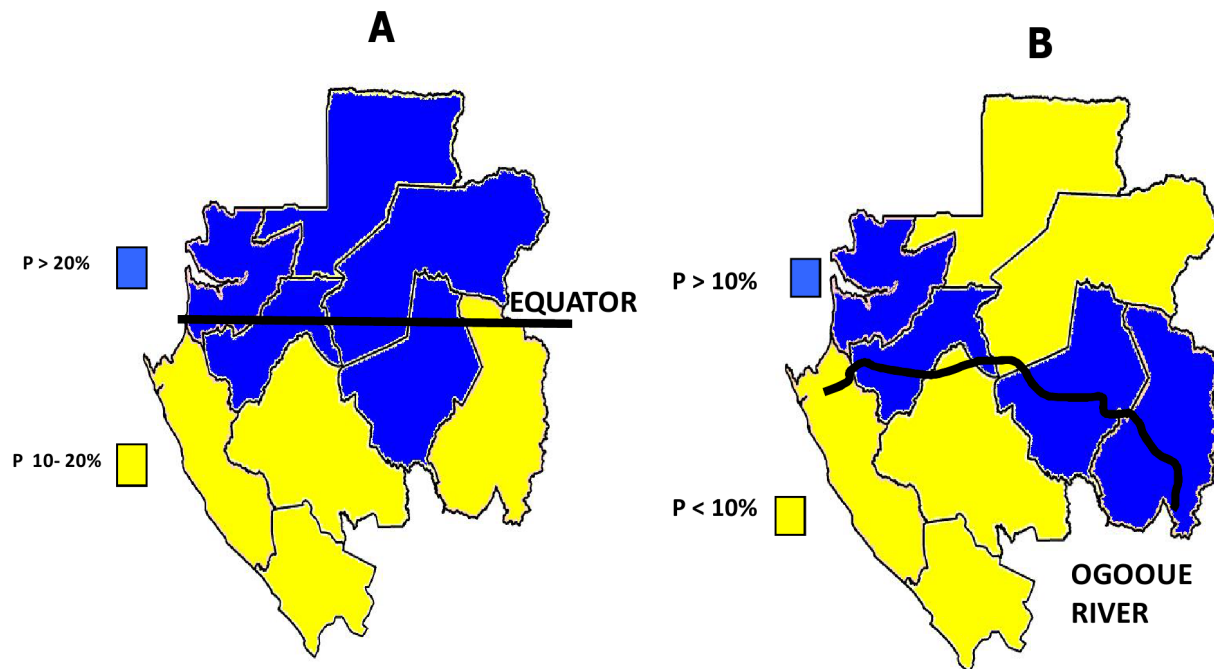 A
B
P > 20%
EQUATOR
P > 10%
P 10- 20%
P < 10%
OGOOUE
RIVER